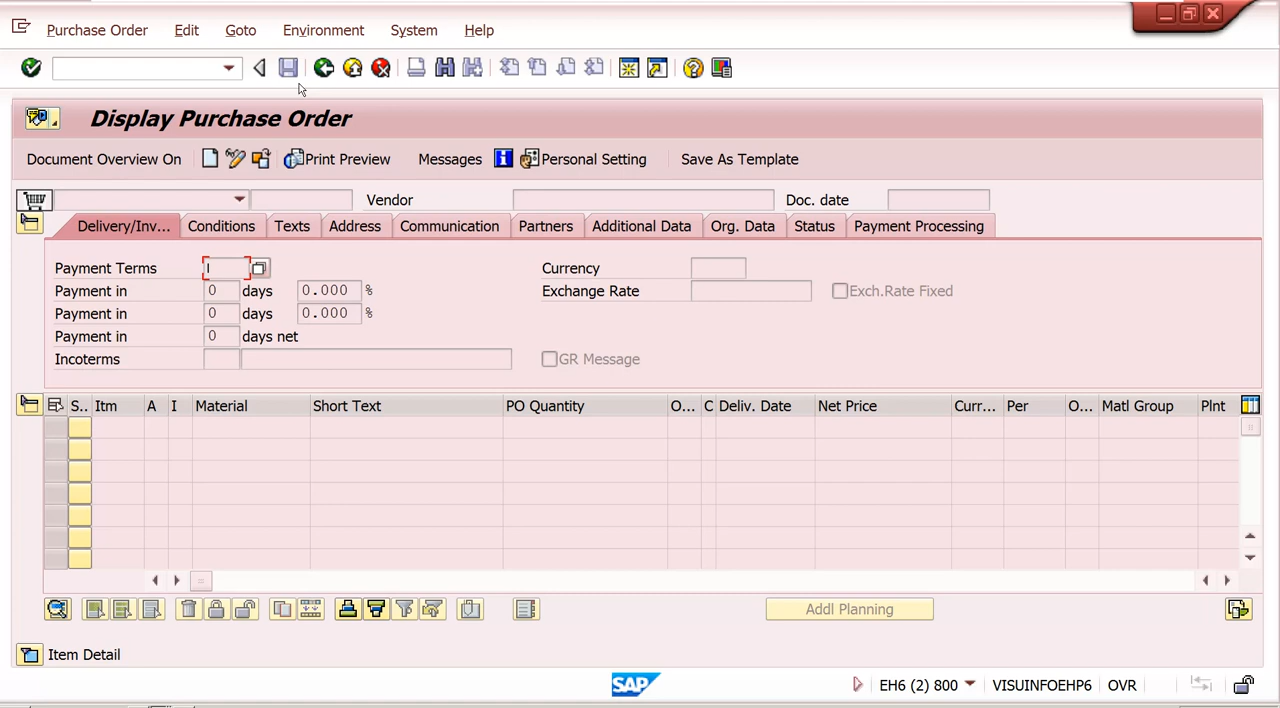 Purchase Order Edit Goto Environment System Help
Display Purchase Order
Document Overview On Print Preview Messages Personal Setting Save As Template
Vendor Doc. date
Delivery/Inv... Conditions Texts Address Communication Partners Additional Data Org. Data Status Payment Processing
Payment Terms Currency
Payment in 0 days 0.000 % Exchange Rate Exch.Rate Fixed
Payment in 0 days 0.000 %
Payment in 0 days net
Incoterms GR Message
S.. Itm A I Material Short Text PO Quantity O... C Deliv. Date Net Price Curr... Per O... Matl Group Plnt
Addl Planning
Item Detail
SAP EH6 (2) 800 VISUINFOEHP6 OVR